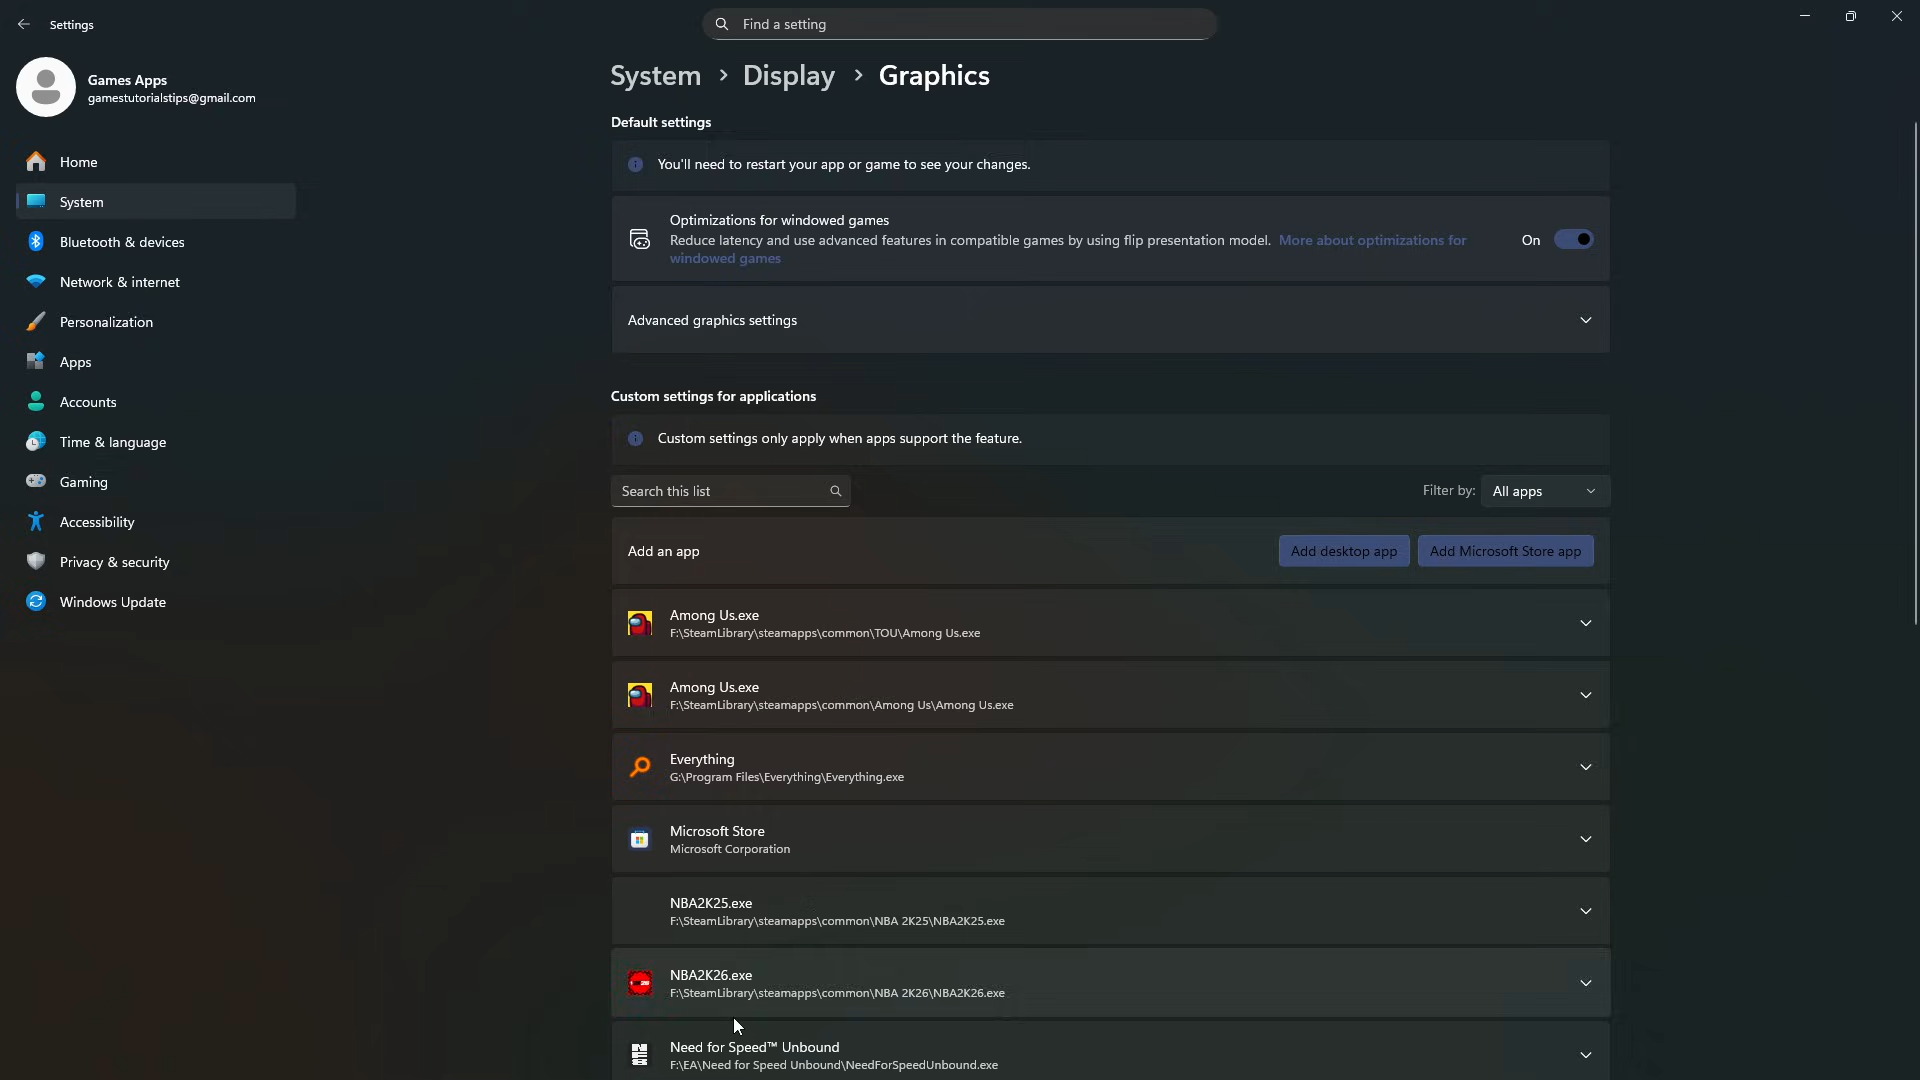 Settings
Find a setting
Games Apps
gamestutorialstips@gmail.com
Home
System
Bluetooth & devices
Network & internet
Personalization
Apps
Accounts
Time & language
Gaming
Accessibility
Privacy & security
Windows Update
System > Display > Graphics
Default settings
You'll need to restart your app or game to see your changes.
Optimizations for windowed games
Reduce latency and use advanced features in compatible games by using flip presentation model. More about optimizations for
windowed games
On
Advanced graphics settings
Custom settings for applications
Custom settings only apply when apps support the feature.
Search this list
Filter by: All apps
Add an app
Add desktop app
Add Microsoft Store app
Among Us.exe
F:\SteamLibrary\steamapps\common\TOU\Among Us.exe
Among Us.exe
F:\SteamLibrary\steamapps\common\Among Us\Among Us.exe
Everything
G:\Program Files\Everything\Everything.exe
Microsoft Store
Microsoft Corporation
NBA2K25.exe
F:\SteamLibrary\steamapps\common\NBA 2K25\NBA2K25.exe
NBA2K26.exe
F:\SteamLibrary\steamapps\common\NBA 2K26\NBA2K26.exe
Need for Speed™ Unbound
F:\EA\Need for Speed Unbound\NeedForSpeedUnbound.exe